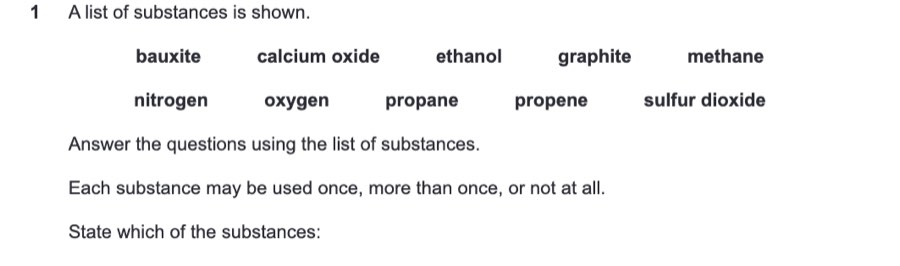 1 A list of substances is shown.
bauxite calcium oxide ethanol graphite methane
nitrogen oxygen propane propene sulfur dioxide
Answer the questions using the list of substances.
Each substance may be used once, more than once, or not at all.
State which of the substances: